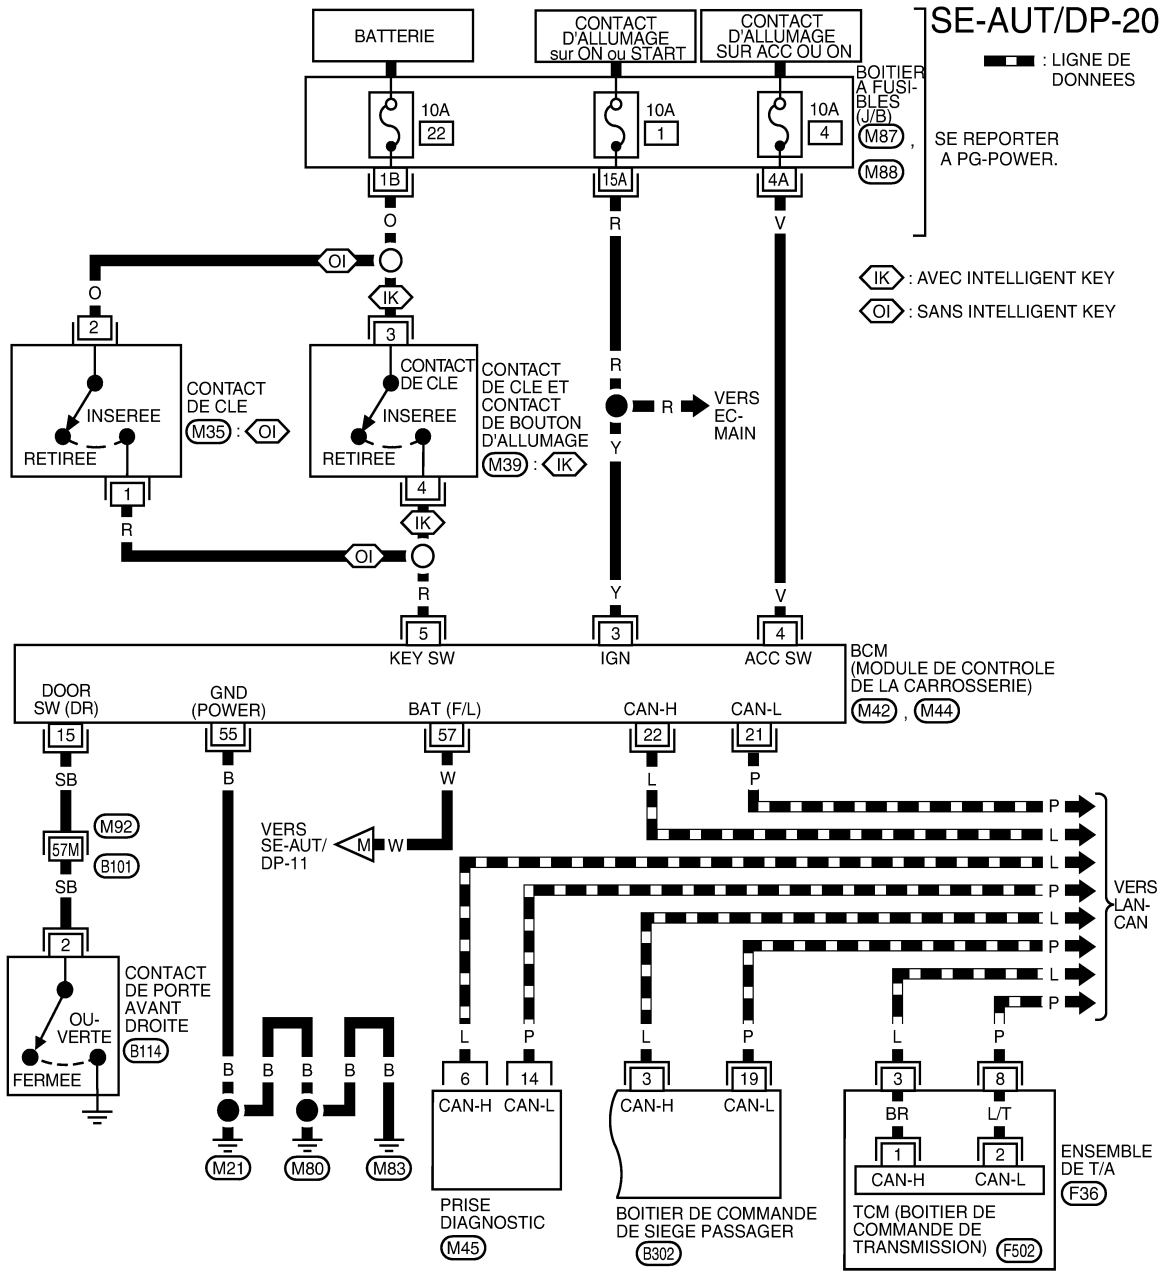 SE-AUT/DP-20
: LIGNE DE
DONNEES
BATTERIE
CONTACT
D'ALLUMAGE
sur ON ou START
CONTACT
D'ALLUMAGE
SUR ACC OU ON
10A
22
10A
1
10A
4
BOITIER
A FUSI-
BLES
(J/B)
M87 ,
M88
SE REPORTER
A PG-POWER.
1B
15A
4A
O
R
V
OI
IK
IK : AVEC INTELLIGENT KEY
OI : SANS INTELLIGENT KEY
O
2
3
CONTACT
DE CLE
INSEREE
RETIREE
CONTACT
DE CLE
M35 : OI
INSEREE
RETIREE
CONTACT
DE CLE ET
CONTACT
DE BOUTON
D'ALLUMAGE
M39 : IK
R
R
VERS
EC-
MAIN
Y
1
4
R
IK
OI
R
Y
V
5
3
4
KEY SW
IGN
ACC SW
BCM
(MODULE DE CONTROLE
DE LA CARROSSERIE)
M42 , M44
DOOR
SW (DR)
GND
(POWER)
BAT (F/L)
CAN-H
CAN-L
15
55
57
22
21
SB
B
W
L
P
P
L
L
P
L
P
L
P
VERS
LAN-
CAN
M92
57M
B101
SB
VERS
SE-AUT/
DP-11
M
W
2
OU-
VERTE
FERMEE
CONTACT
DE PORTE
AVANT
DROITE
B114
B
B
B
B
B
M21
M80
M83
L
P
L
P
L
P
6
14
3
19
3
8
CAN-H
CAN-L
CAN-H
CAN-L
BR
L/T
1
2
CAN-H
CAN-L
PRISE
DIAGNOSTIC
M45
BOITIER DE COMMANDE
DE SIEGE PASSAGER
B302
TCM (BOITIER DE
COMMANDE DE
TRANSMISSION)
F502
ENSEMBLE
DE T/A
F36